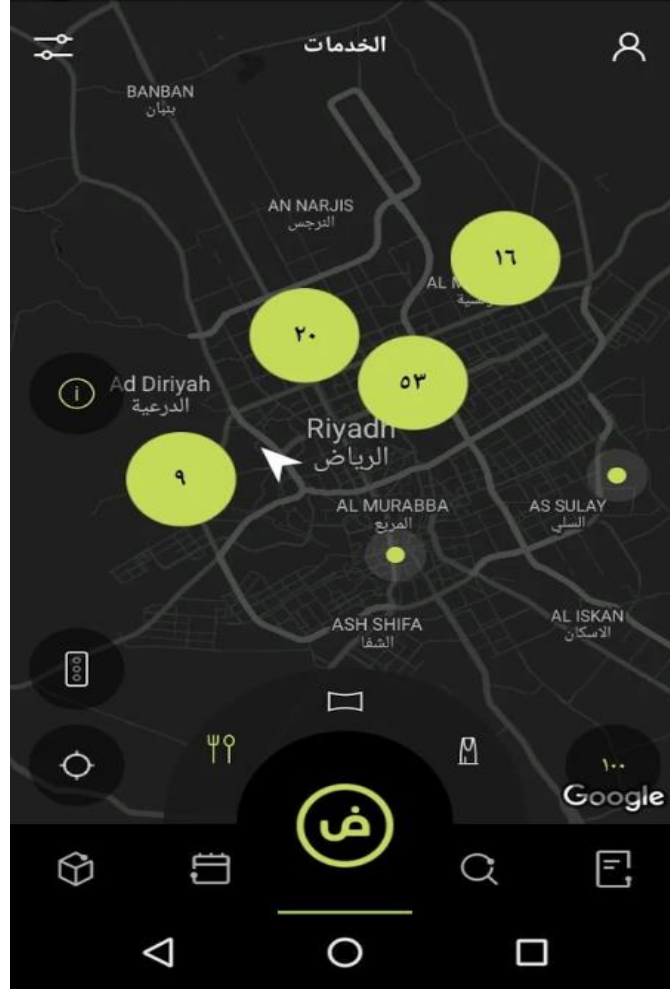 الخدمات
BANBAN
بنبان
AN NARJIS
النرجس
١٦
AL M
ـسية
٢٠
٥٣
Ad Diriyah
الدرعية
Riyadh
الرياض
٩
AL MURABBA
المربع
AS SULAY
السلي
ASH SHIFA
الشفا
AL ISKAN
الاسكان
١٠٠
Google
ض